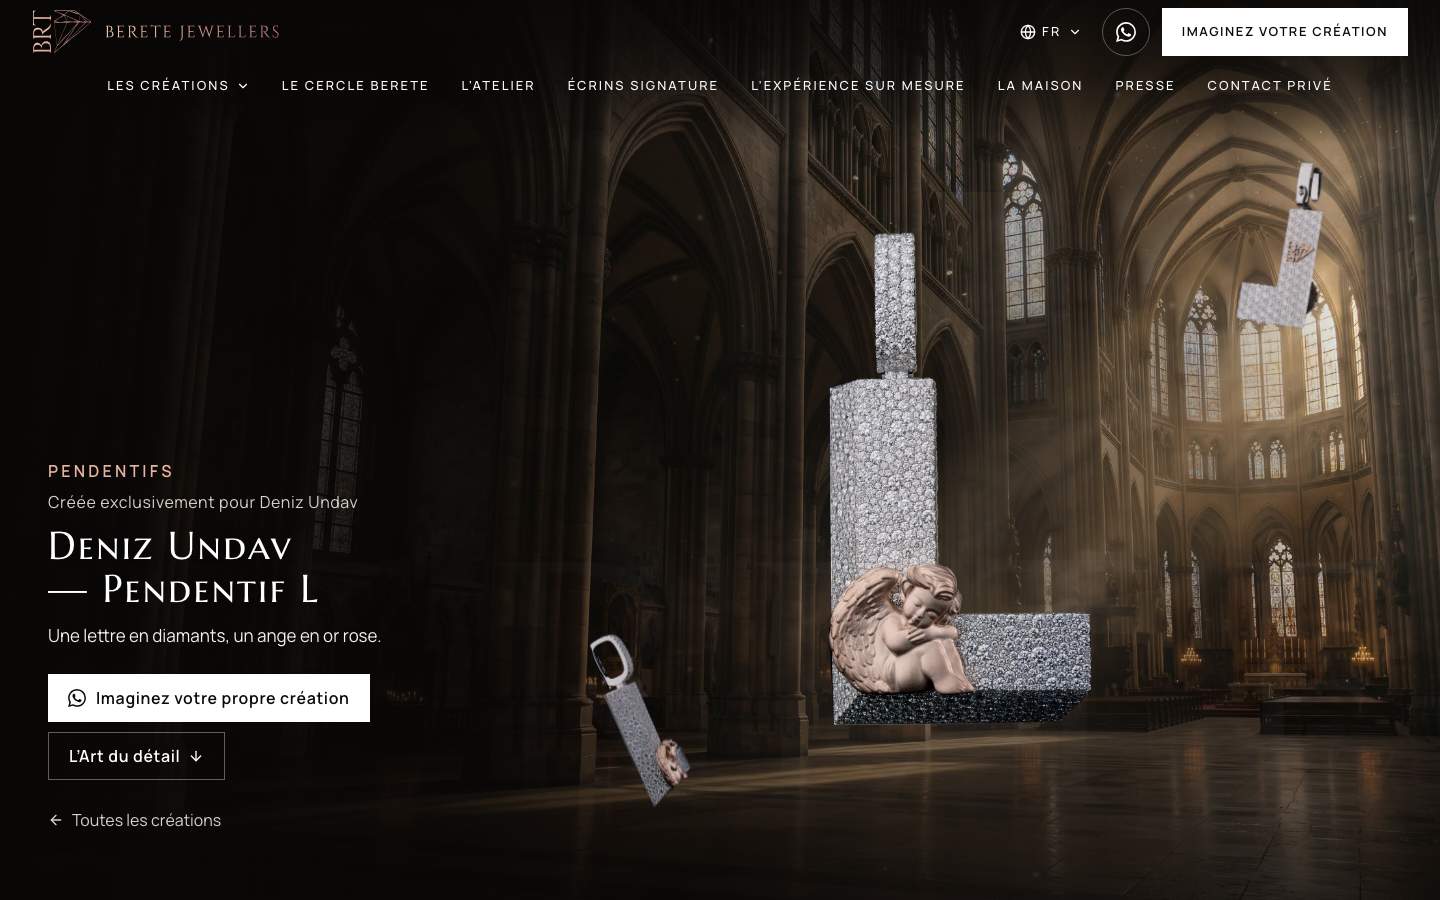 BRT
BERETE JEWELLERS
FR
IMAGINEZ VOTRE CRÉATION
LES CRÉATIONS
LE CERCLE BERETE
L'ATELIER
ÉCRINS SIGNATURE
L'EXPÉRIENCE SUR MESURE
LA MAISON
PRESSE
CONTACT PRIVÉ
PENDENTIFS
Créée exclusivement pour Deniz Undav
Deniz Undav
— Pendentif L
Une lettre en diamants, un ange en or rose.
Imaginez votre propre création
L'Art du détail ↓
← Toutes les créations